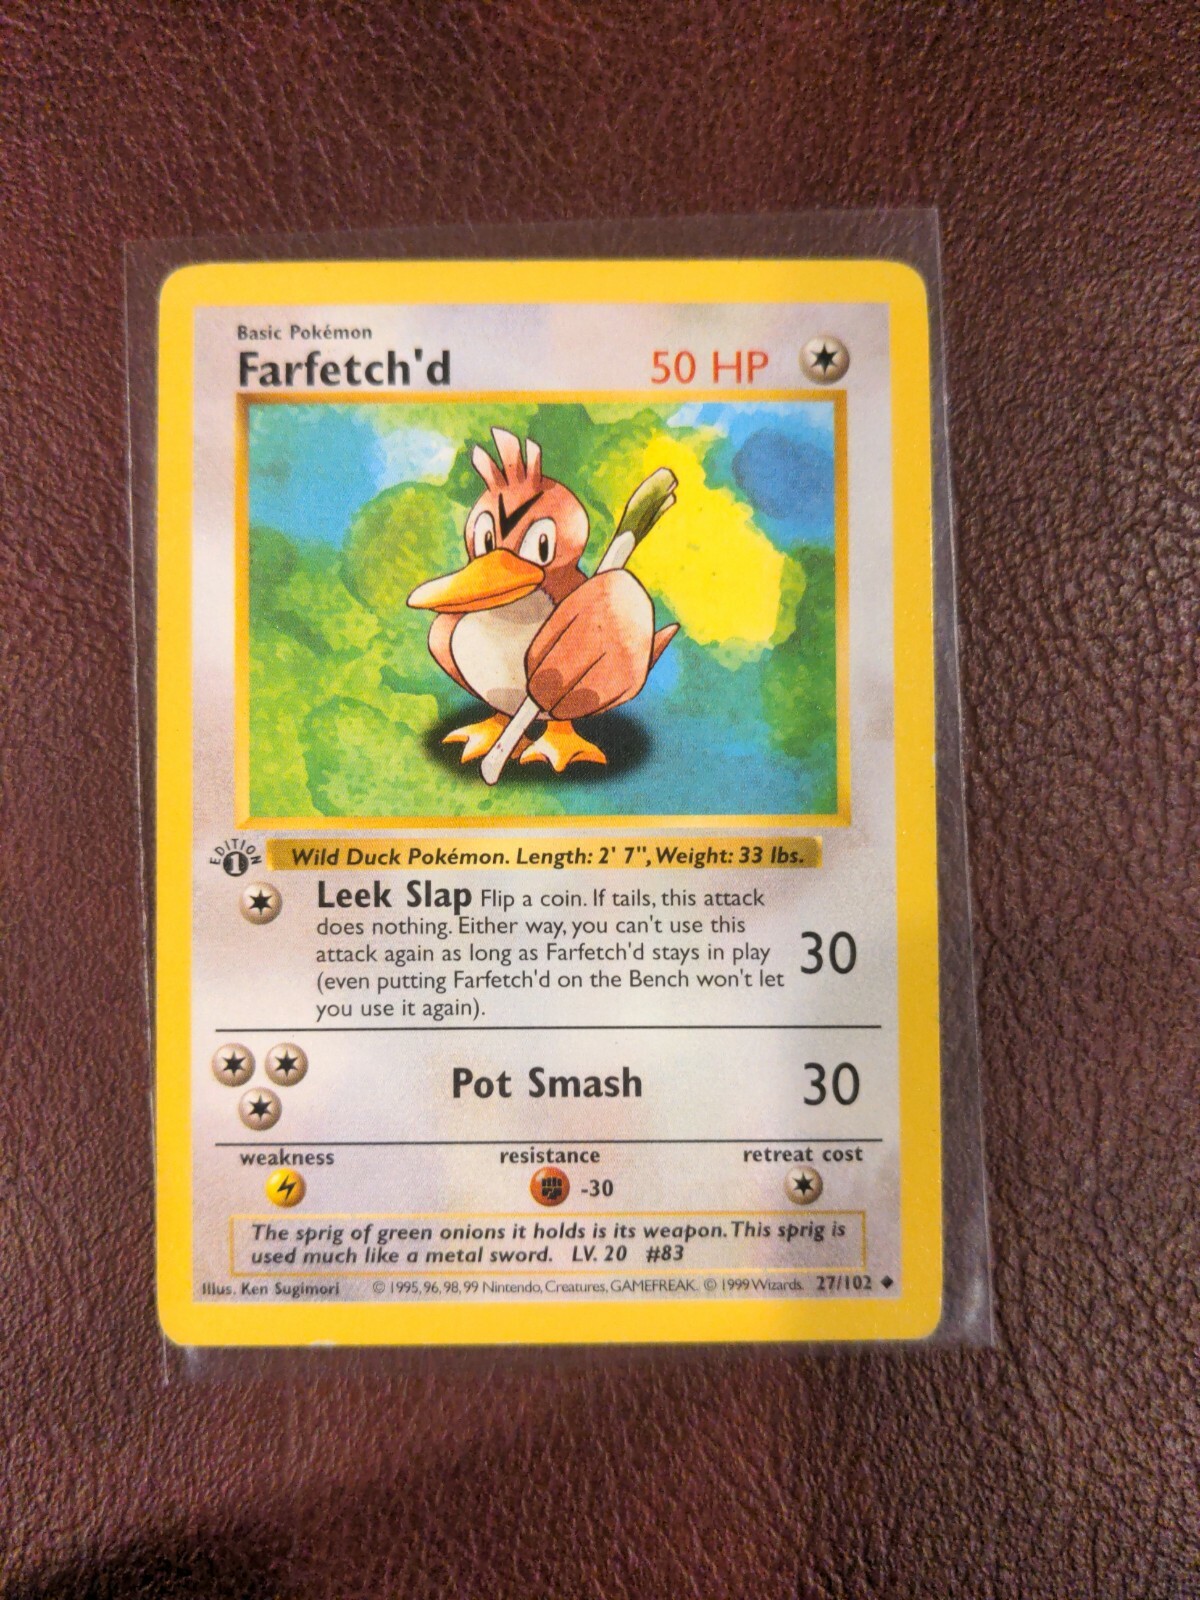 Basic Pokémon
Farfetch'd 50 HP
EDITION 1
Wild Duck Pokémon. Length: 2' 7", Weight: 33 lbs.
Leek Slap Flip a coin. If tails, this attack
does nothing. Either way, you can't use this
attack again as long as Farfetch'd stays in play
(even putting Farfetch'd on the Bench won't let
you use it again).
30
Pot Smash 30
weakness resistance retreat cost
-30
The sprig of green onions it holds is its weapon. This sprig is
used much like a metal sword. LV. 20 #83
Illus. Ken Sugimori © 1995, 96, 98, 99 Nintendo, Creatures, GAMEFREAK. © 1999 Wizards. 27/102